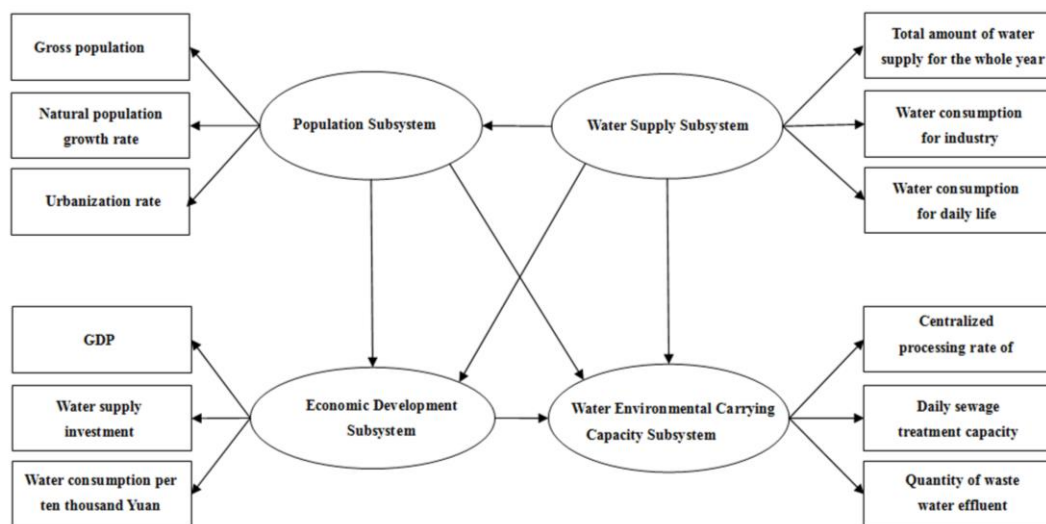 Gross population
Natural population
growth rate
Urbanization rate
Population Subsystem
Water Supply Subsystem
Total amount of water
supply for the whole year
Water consumption
for industry
Water consumption
for daily life
GDP
Water supply
investment
Water consumption per
ten thousand Yuan
Economic Development
Subsystem
Water Environmental Carrying
Capacity Subsystem
Centralized
processing rate of
Daily sewage
treatment capacity
Quantity of waste
water effluent